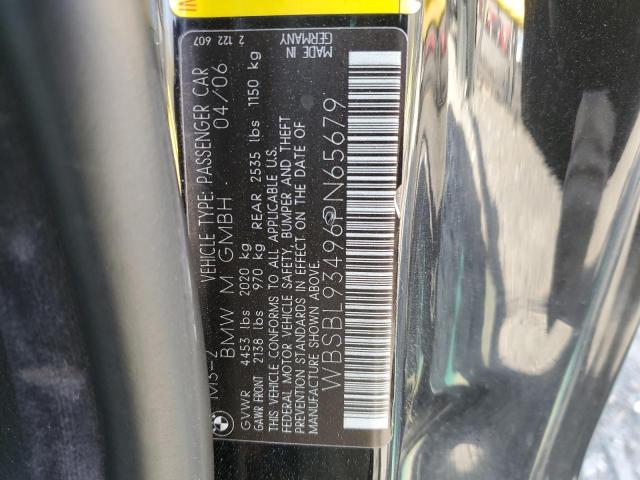 M3-2 VEHICLE TYPE: PASSENGER CAR
BMW M GMBH 04/06
GVWR 4453 lbs 2020 kg
GAWR FRONT 2138 lbs 970 kg REAR 2535 lbs 1150 kg
THIS VEHICLE CONFORMS TO ALL APPLICABLE U.S.
FEDERAL MOTOR VEHICLE SAFETY, BUMPER AND THEFT
PREVENTION STANDARDS IN EFFECT ON THE DATE OF
MANUFACTURE SHOWN ABOVE.
WBSBL93496PN65679
2 122 607
MADE IN
GERMANY